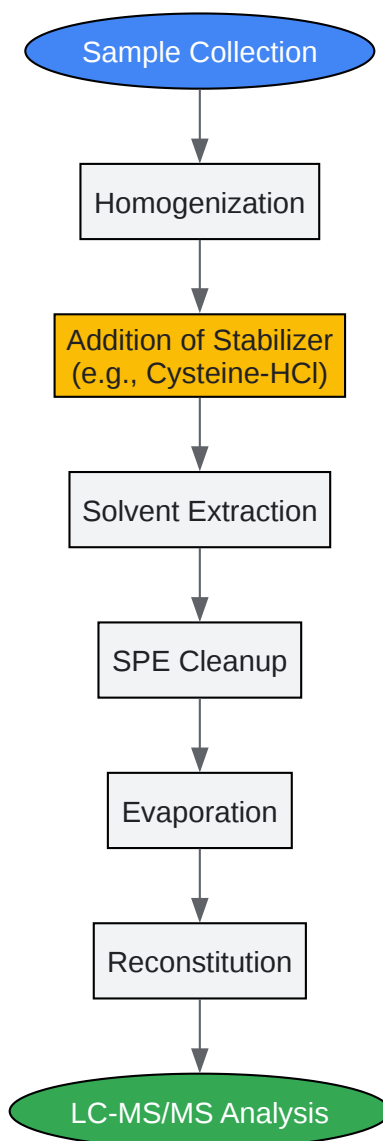 Sample Collection
Homogenization
Addition of Stabilizer
(e.g., Cysteine-HCl)
Solvent Extraction
SPE Cleanup
Evaporation
Reconstitution
LC-MS/MS Analysis